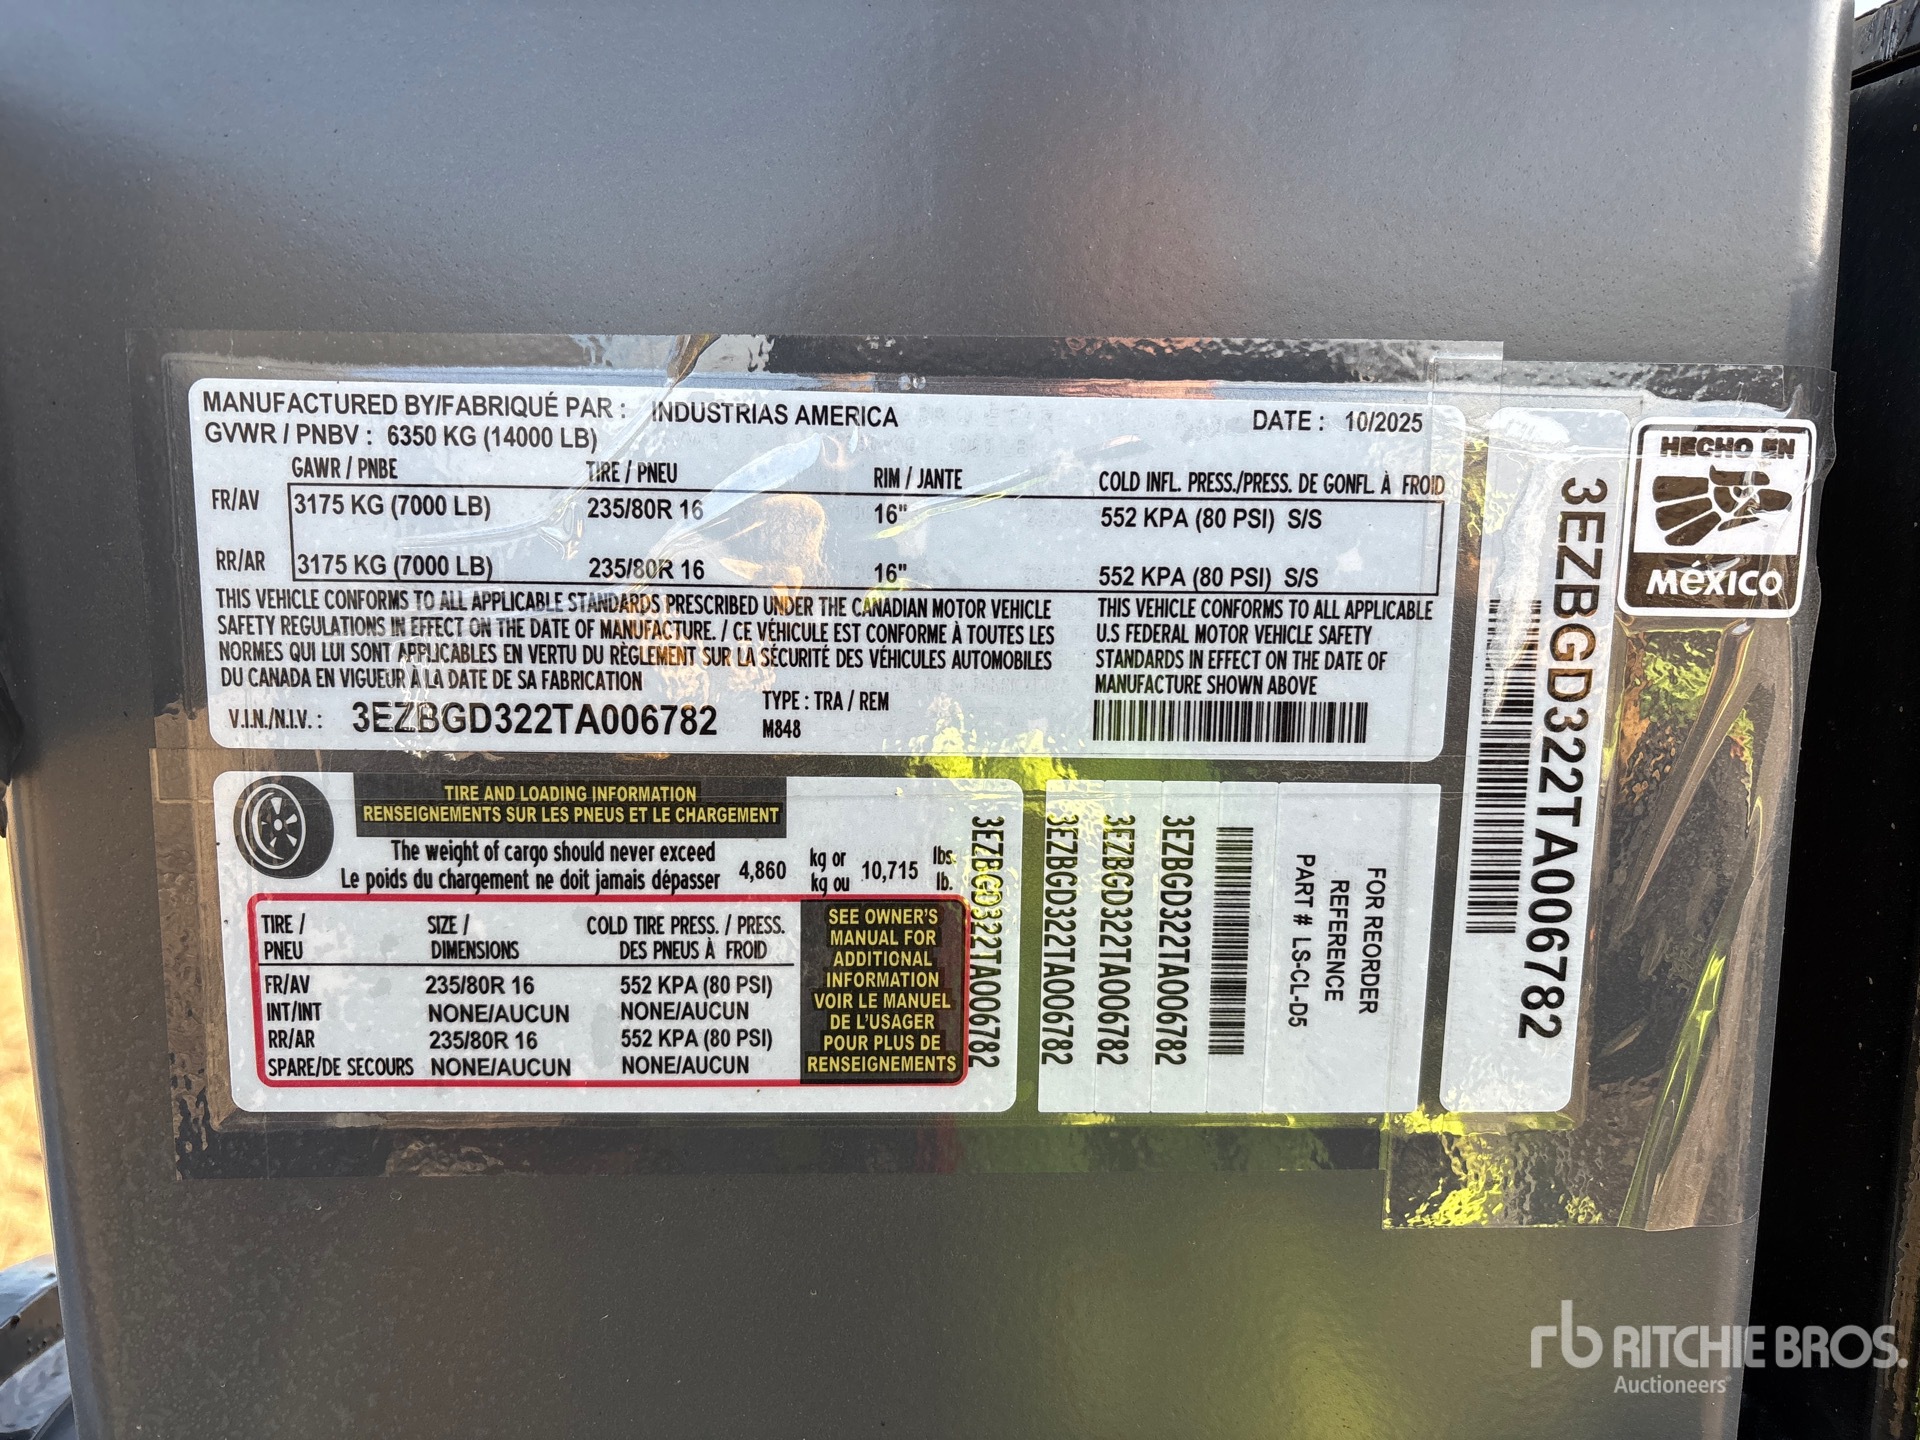 MANUFACTURED BY/FABRIQUÉ PAR : INDUSTRIAS AMERICA DATE : 10/2025
GVWR / PNBV : 6350 KG (14000 LB)
GAWR / PNBE TIRE / PNEU RIM / JANTE COLD INFL. PRESS./PRESS. DE GONFL. À FROID
FR/AV 3175 KG (7000 LB) 235/80R 16 16" 552 KPA (80 PSI) S/S
RR/AR 3175 KG (7000 LB) 235/80R 16 16" 552 KPA (80 PSI) S/S
THIS VEHICLE CONFORMS TO ALL APPLICABLE STANDARDS PRESCRIBED UNDER THE CANADIAN MOTOR VEHICLE
SAFETY REGULATIONS IN EFFECT ON THE DATE OF MANUFACTURE. / CE VÉHICULE EST CONFORME À TOUTES LES
NORMES QUI LUI SONT APPLICABLES EN VERTU DU RÈGLEMENT SUR LA SÉCURITÉ DES VÉHICULES AUTOMOBILES
DU CANADA EN VIGUEUR À LA DATE DE SA FABRICATION
THIS VEHICLE CONFORMS TO ALL APPLICABLE
U.S FEDERAL MOTOR VEHICLE SAFETY
STANDARDS IN EFFECT ON THE DATE OF
MANUFACTURE SHOWN ABOVE
V.I.N./N.I.V. : 3EZBGD322TA006782 TYPE : TRA / REM
M848
3EZBGD322TA006782
HECHO EN
MéXICO
TIRE AND LOADING INFORMATION
RENSEIGNEMENTS SUR LES PNEUS ET LE CHARGEMENT
The weight of cargo should never exceed 4,860 kg or 10,715 lbs.
Le poids du chargement ne doit jamais dépasser kg ou lb.
TIRE / SIZE / COLD TIRE PRESS. / PRESS.
PNEU DIMENSIONS DES PNEUS À FROID
FR/AV 235/80R 16 552 KPA (80 PSI)
INT/INT NONE/AUCUN NONE/AUCUN
RR/AR 235/80R 16 552 KPA (80 PSI)
SPARE/DE SECOURS NONE/AUCUN NONE/AUCUN
SEE OWNER'S
MANUAL FOR
ADDITIONAL
INFORMATION
VOIR LE MANUEL
DE L'USAGER
POUR PLUS DE
RENSEIGNEMENTS
3EZBGD322TA006782
3EZBGD322TA006782
3EZBGD322TA006782
3EZBGD322TA006782
FOR REORDER
REFERENCE
PART # LS-CL-D5
rb RITCHIE BROS.
Auctioneers